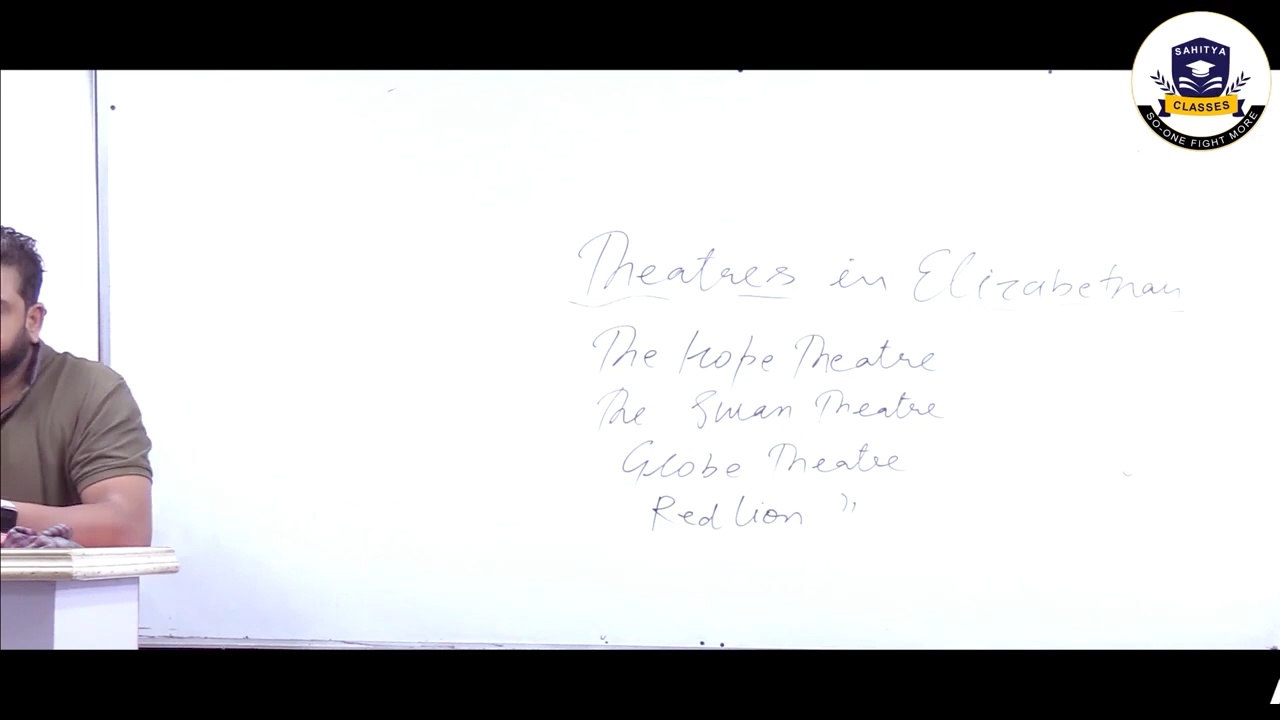 SAHITYA
CLASSES
SO-ONE FIGHT MORE
Theatres in Elizabethan
The Hope Theatre
The Swan Theatre
Globe Theatre
Red Lion "